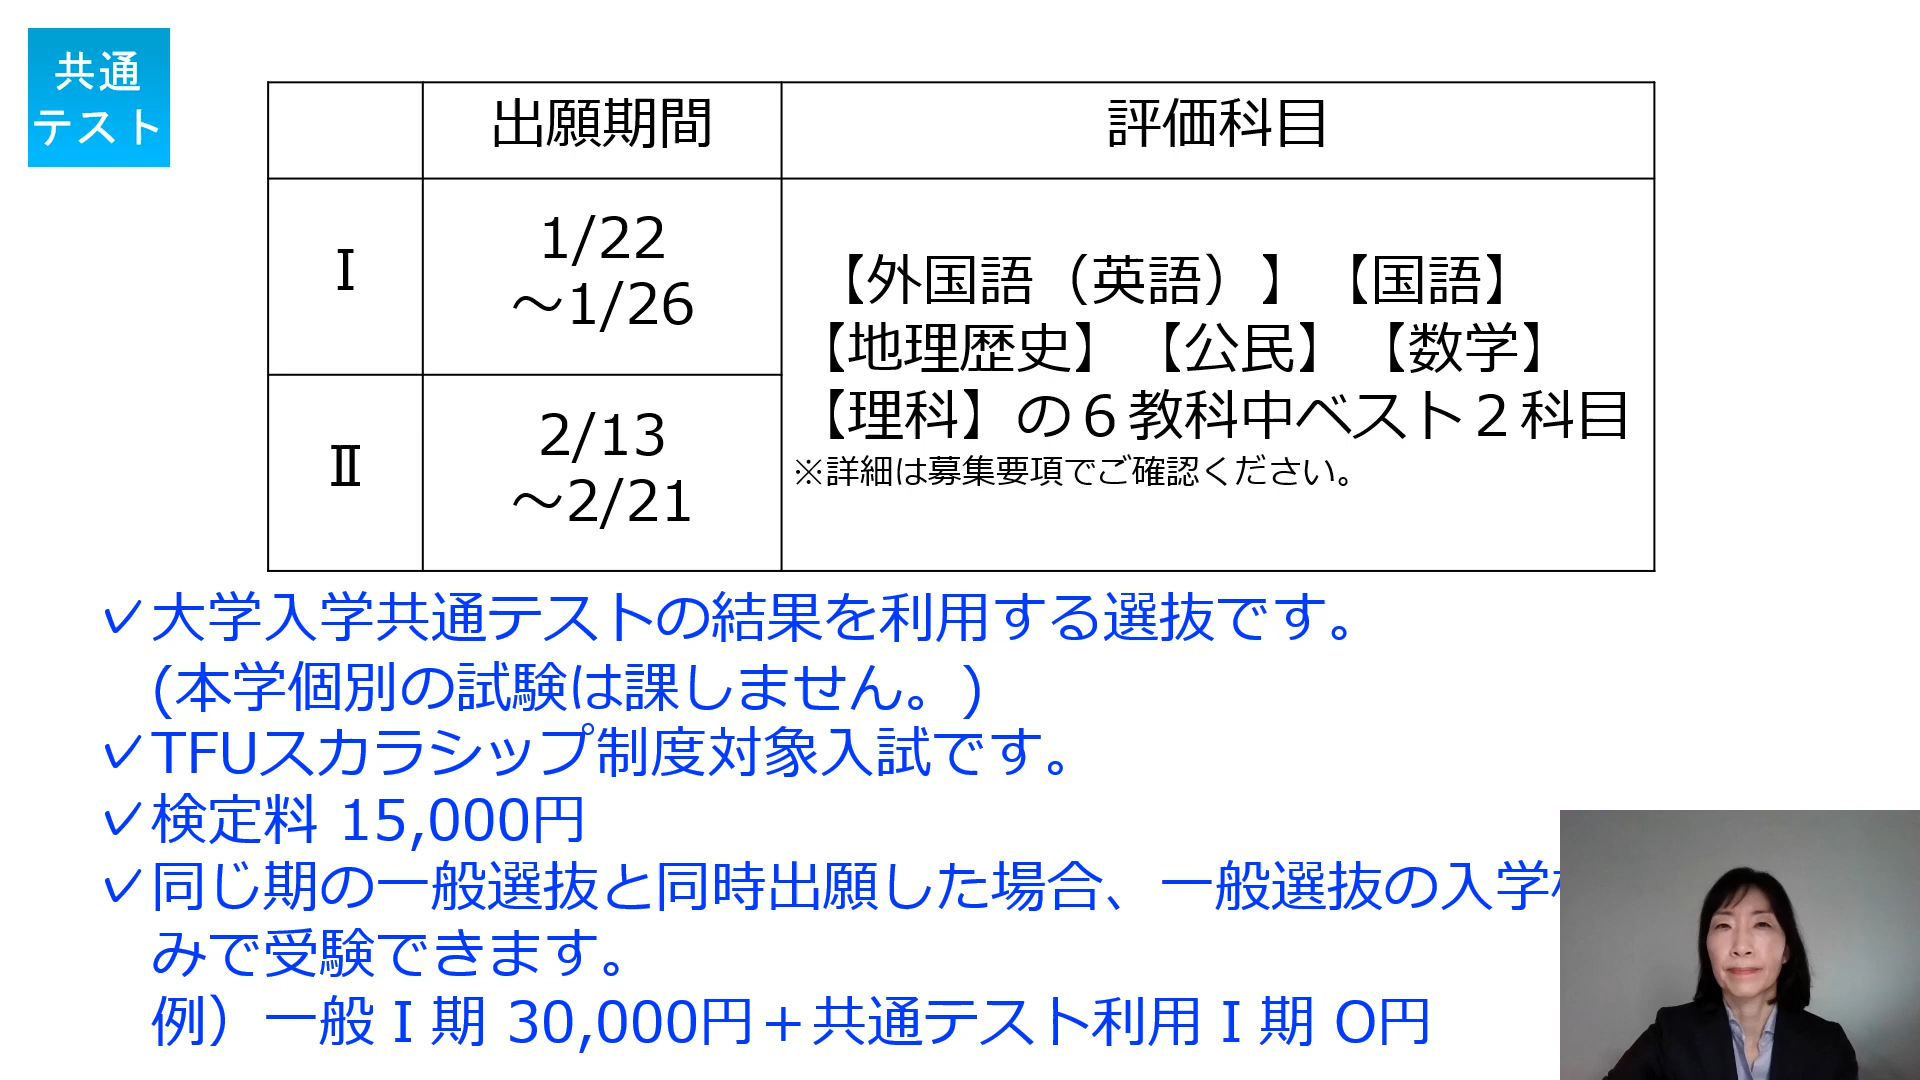 共通
テスト
出願期間
評価科目
Ⅰ
1/22
～1/26
【外国語（英語）】【国語】
【地理歴史】【公民】【数学】
【理科】の６教科中ベスト２科目
※詳細は募集要項でご確認ください。
Ⅱ
2/13
～2/21
✓大学入学共通テストの結果を利用する選抜です。
(本学個別の試験は課しません。)
✓TFUスカラシップ制度対象入試です。
✓検定料 15,000円
✓同じ期の一般選抜と同時出願した場合、一般選抜の入学
みで受験できます。
例）一般Ⅰ期 30,000円＋共通テスト利用Ⅰ期 O円